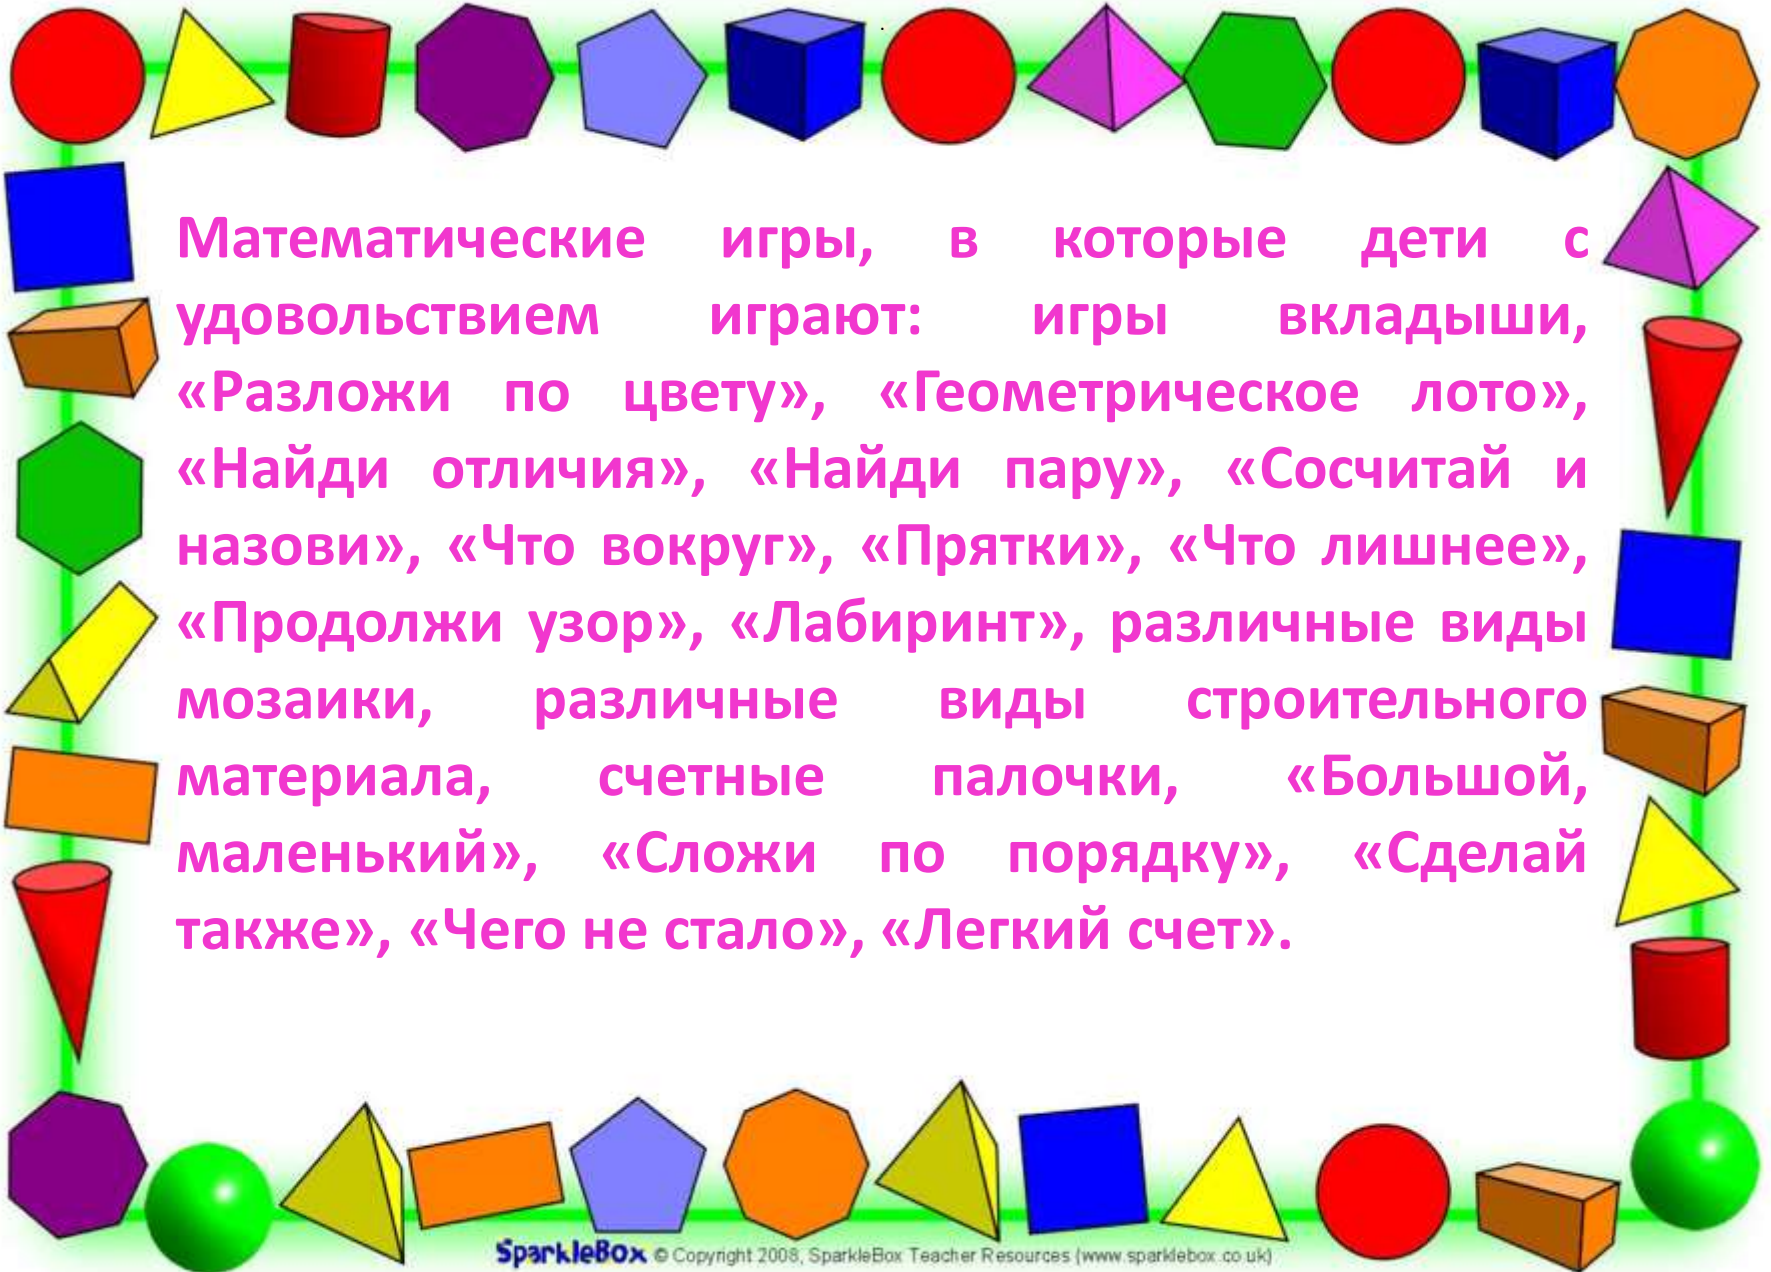 Математические игры, в которые дети с
удовольствием играют: игры вкладыши,
«Разложи по цвету», «Геометрическое лото»,
«Найди отличия», «Найди пару», «Сосчитай и
назови», «Что вокруг», «Прятки», «Что лишнее»,
«Продолжи узор», «Лабиринт», различные виды
мозаики, различные виды строительного
материала, счетные палочки, «Большой,
маленький», «Сложи по порядку», «Сделай
также», «Чего не стало», «Легкий счет».
SparkleBox © Copyright 2008, SparkleBox Teacher Resources (www.sparklebox.co.uk)